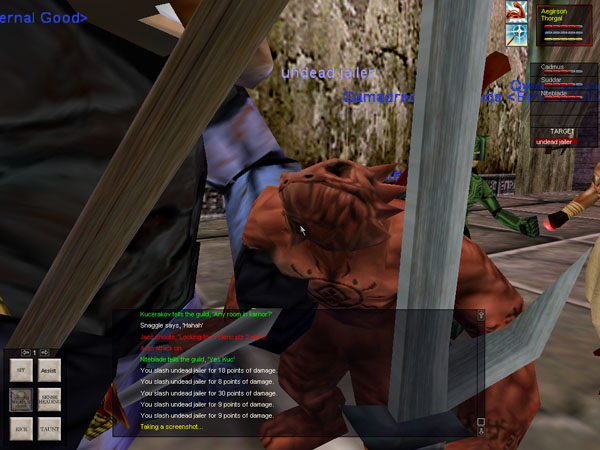 ernal Good>
undead jailer
Aegirson
Thorgal
Cadmus
Suddar
Niteblade
TARGET
undead jailer
Kucerakov tells the guild, 'Any room in karnor?'
Snaggle says, 'Hahah'
Niteblade tells the guild, 'Yes Kuc'
You slash undead jailer for 18 points of damage.
You slash undead jailer for 8 points of damage.
You slash undead jailer for 30 points of damage.
You slash undead jailer for 9 points of damage.
You slash undead jailer for 9 points of damage.
Taking a screenshot...
1
SIT
Assist
KICK
TAUNT